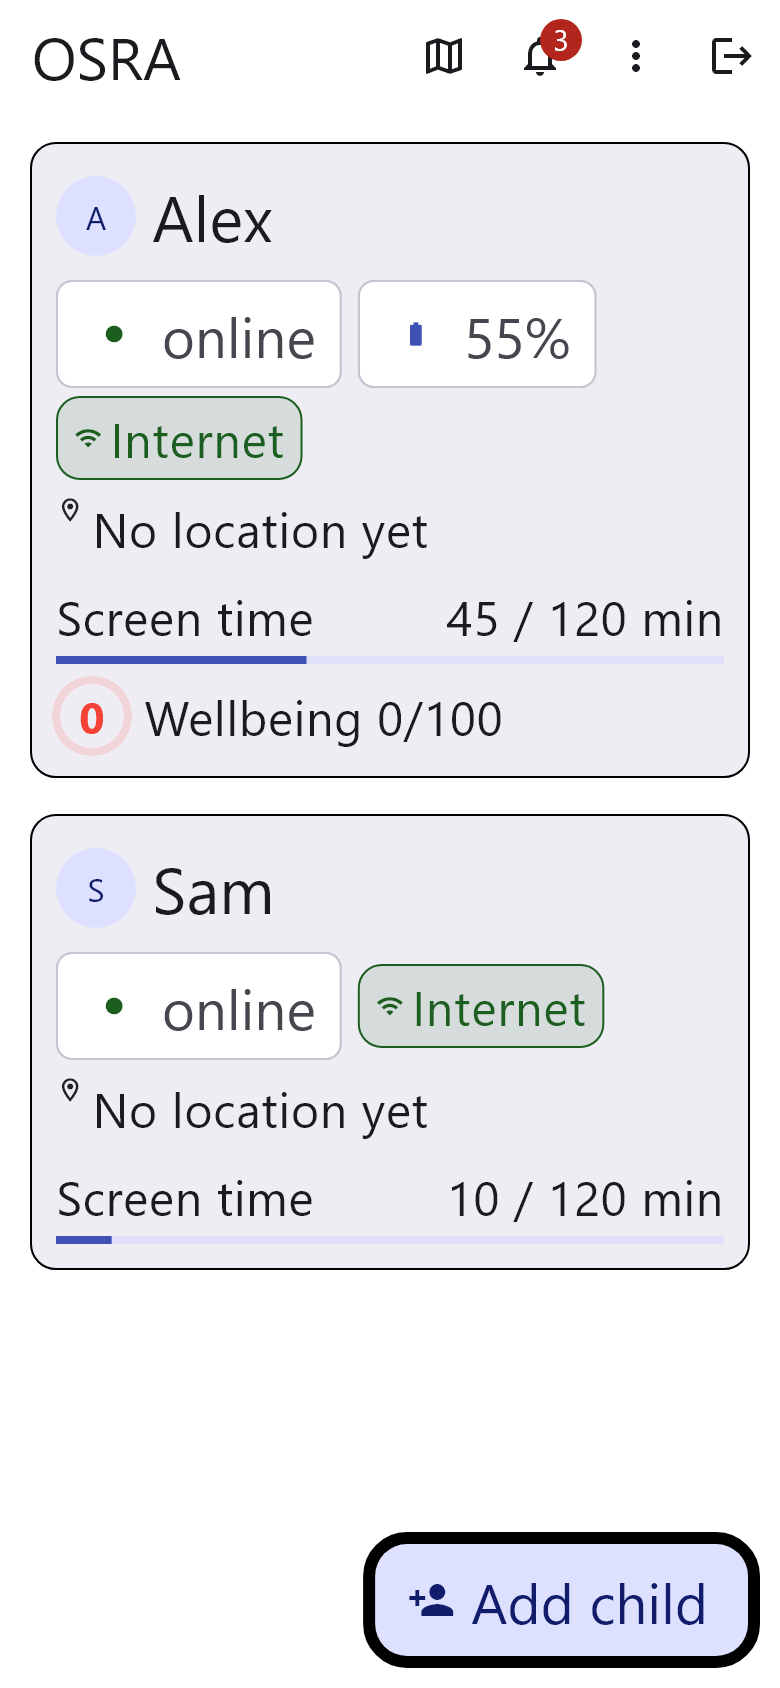 OSRA
3
A Alex
online 55%
Internet
No location yet
Screen time 45 / 120 min
0 Wellbeing 0/100
S Sam
online Internet
No location yet
Screen time 10 / 120 min
Add child